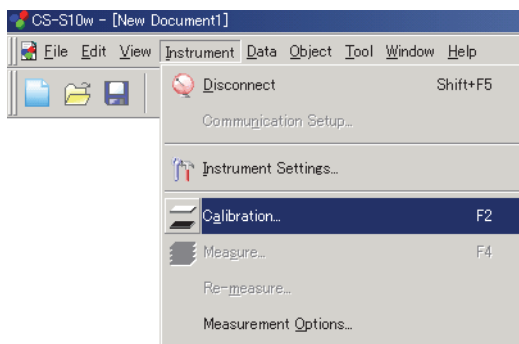 CS-S10w - [New Document1]
File Edit View Instrument Data Object Tool Window Help
Disconnect Shift+F5
Communication Setup...
Instrument Settings...
Calibration... F2
Measure... F4
Re-measure...
Measurement Options...